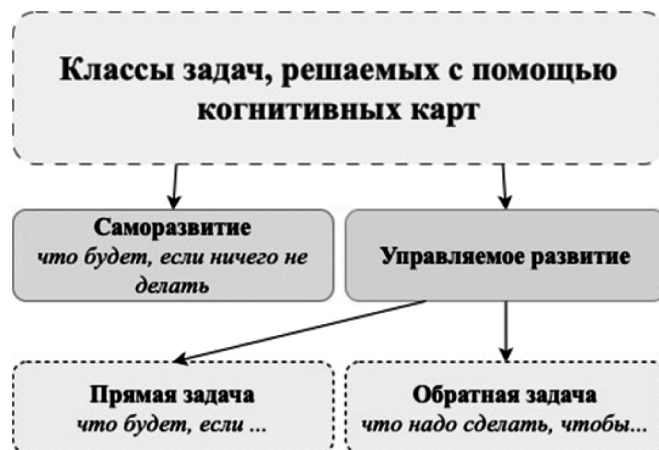 Классы задач, решаемых с помощью
когнитивных карт
Саморазвитие
что будет, если ничего не
делать
Управляемое развитие
Прямая задача
что будет, если ...
Обратная задача
что надо сделать, чтобы...